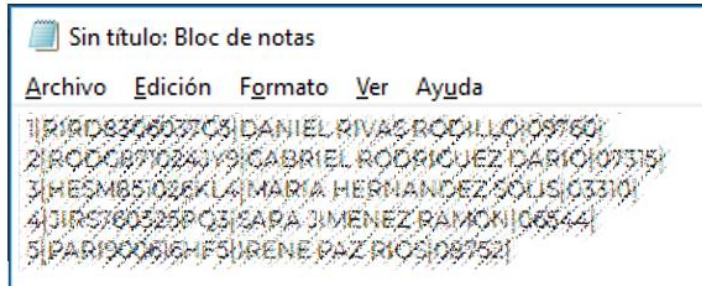 Sin título: Bloc de notas
Archivo Edición Formato Ver Ayuda
1|RIRD8306037C3|DANIEL RIVAS RODILLO|09760|
2|RODG871024JY9|GABRIEL RODRIGUEZ DARIO|07315|
3|HESM851026KL4|MARIA HERNANDEZ SOLIS|03310|
4|JIRS760325PQ3|SARA JIMENEZ RAMON|06544|
5|PARI900616HF5|IRENE PAZ RIOS|08752|